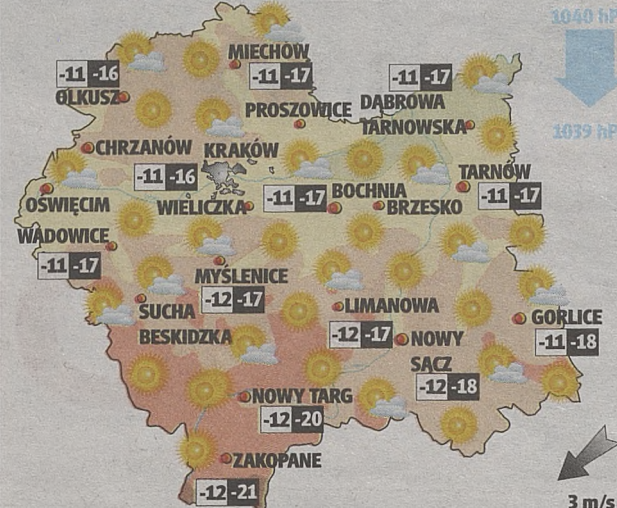 1040 hP
MIECHÓW
-11 -16
-11 -17
-11 -17
OLKUSZ
PROSZOWICE
DĄBROWA
TARNOWSKA
1039 hP
CHRZANÓW
KRAKÓW
-11 -16
TARNÓW
-11 -17
BOCHNIA
-11 -17
OŚWIĘCIM
WIELICZKA
BRZESKO
WADOWICE
-11 -17
MYŚLENICE
-12 -17
SUCHA
BESKIDZKA
LIMANOWA
-12 -17
GORLICE
-11 -18
NOWY
SĄCZ
-12 -18
NOWY TARG
-12 -20
ZAKOPANE
-12 -21
3 m/s